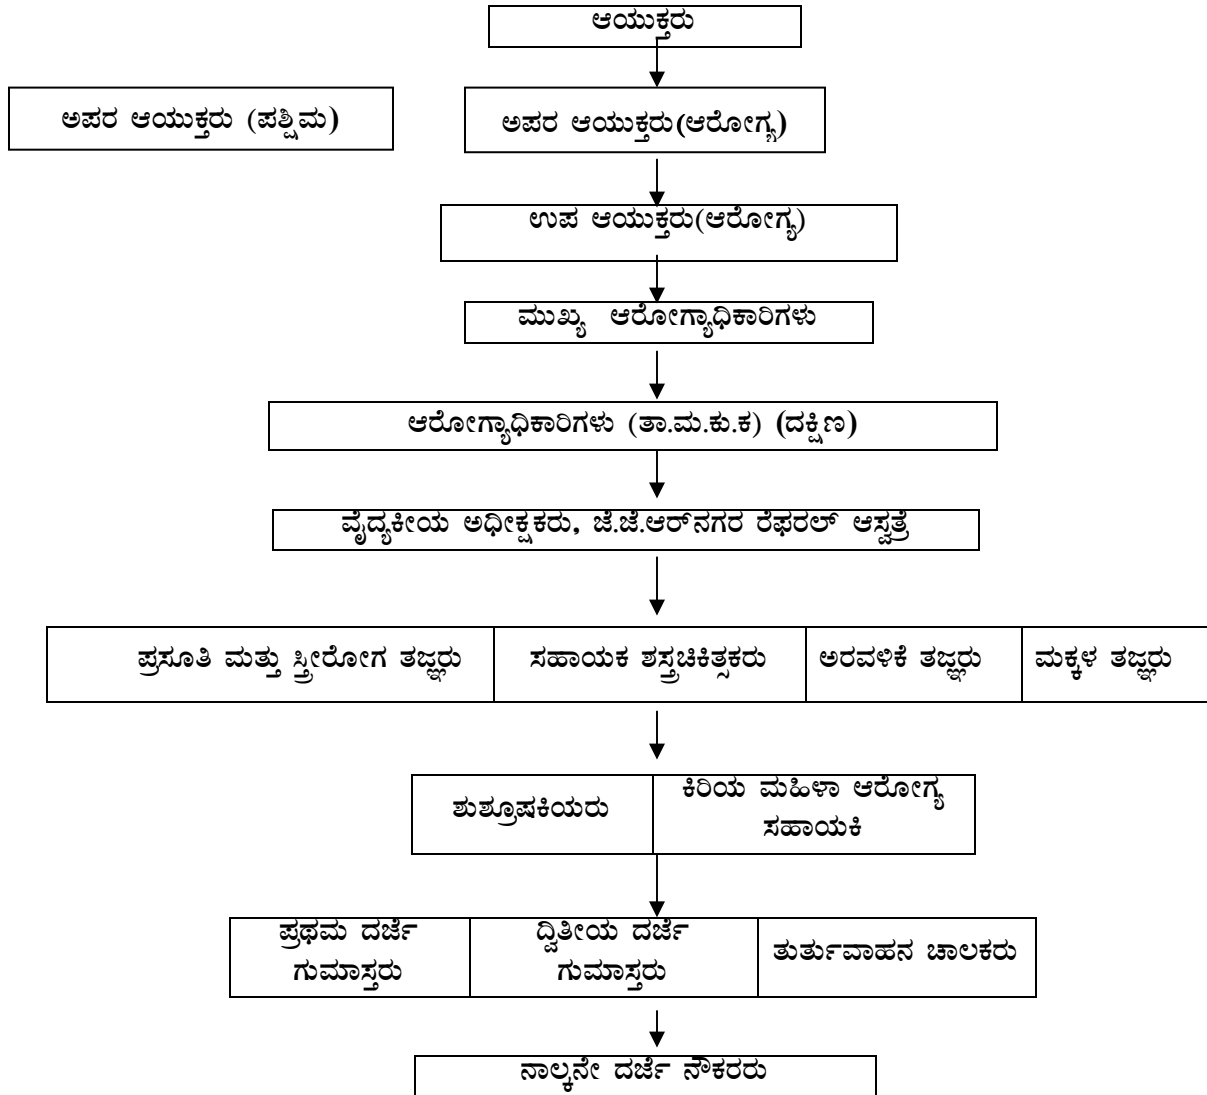 ಆಯುಕ್ತರು
ಅಪರ ಆಯುಕ್ತರು (ಪಶ್ಚಿಮ)
ಅಪರ ಆಯುಕ್ತರು(ಆರೋಗ್ಯ)
ಉಪ ಆಯುಕ್ತರು(ಆರೋಗ್ಯ)
ಮುಖ್ಯ ಆರೋಗ್ಯಾಧಿಕಾರಿಗಳು
ಆರೋಗ್ಯಾಧಿಕಾರಿಗಳು (ತಾ.ಮ.ಕು.ಕ) (ದಕ್ಷಿಣ)
ವೈದ್ಯಕೀಯ ಅಧೀಕ್ಷಕರು, ಜೆ.ಜೆ.ಆರ್‌ನಗರ ರೆಫರಲ್ ಆಸ್ಪತ್ರೆ
ಪ್ರಸೂತಿ ಮತ್ತು ಸ್ತ್ರೀರೋಗ ತಜ್ಞರು
ಸಹಾಯಕ ಶಸ್ತ್ರಚಿಕಿತ್ಸಕರು
ಅರವಳಿಕೆ ತಜ್ಞರು
ಮಕ್ಕಳ ತಜ್ಞರು
ಶುಶ್ರೂಷಕಿಯರು
ಕಿರಿಯ ಮಹಿಳಾ ಆರೋಗ್ಯ
ಸಹಾಯಕಿ
ಪ್ರಥಮ ದರ್ಜೆ
ಗುಮಾಸ್ತರು
ದ್ವಿತೀಯ ದರ್ಜೆ
ಗುಮಾಸ್ತರು
ತುರ್ತುವಾಹನ ಚಾಲಕರು
ನಾಲ್ಕನೇ ದರ್ಜೆ ನೌಕರರು